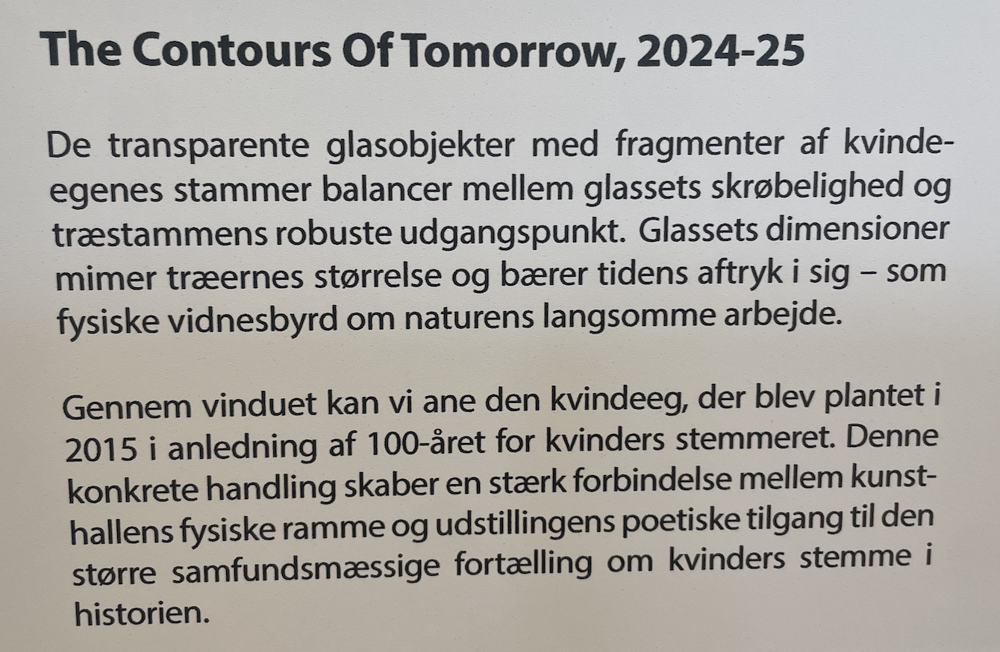 The Contours Of Tomorrow, 2024-25
De transparente glasobjekter med fragmenter af kvinde-
egenes stammer balancer mellem glassets skrøbelighed og
træstammens robuste udgangspunkt. Glassets dimensioner
mimer træernes størrelse og bærer tidens aftryk i sig – som
fysiske vidnesbyrd om naturens langsomme arbejde.
Gennem vinduet kan vi ane den kvindeeg, der blev plantet i
2015 i anledning af 100-året for kvinders stemmeret. Denne
konkrete handling skaber en stærk forbindelse mellem kunst-
hallens fysiske ramme og udstillingens poetiske tilgang til den
større samfundsmæssige fortælling om kvinders stemme i
historien.